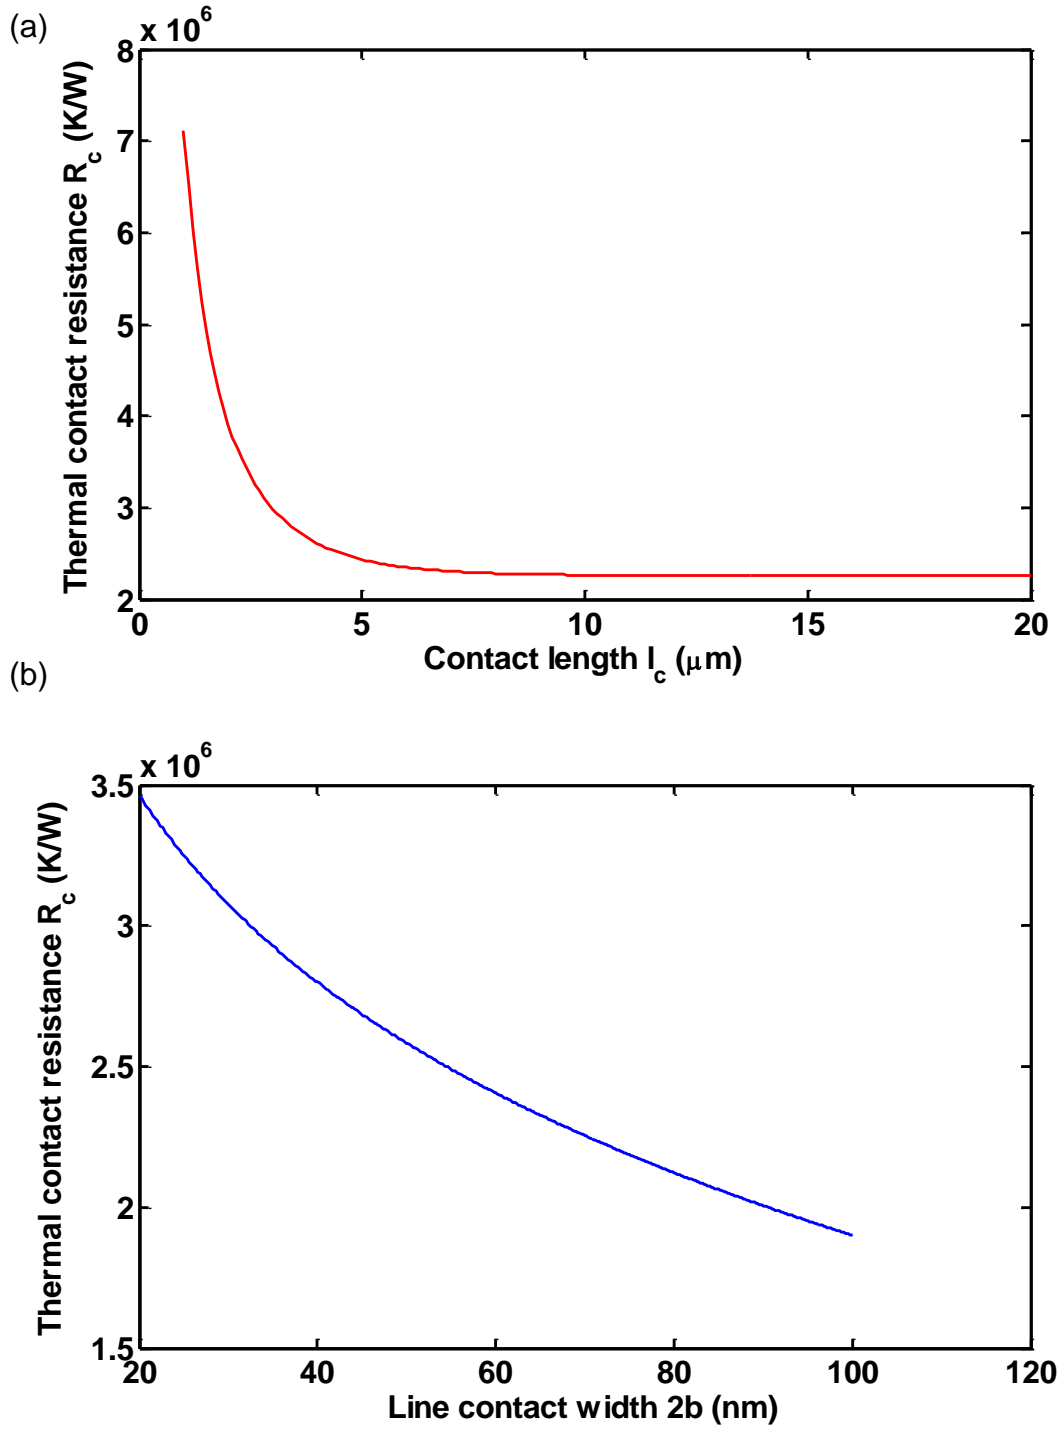 (a)
x 10^6
Thermal contact resistance R_c (K/W)
8
7
6
5
4
3
2
0 5 10 15 20
Contact length l_c (μm)
(b)
x 10^6
Thermal contact resistance R_c (K/W)
3.5
3
2.5
2
1.5
20 40 60 80 100 120
Line contact width 2b (nm)